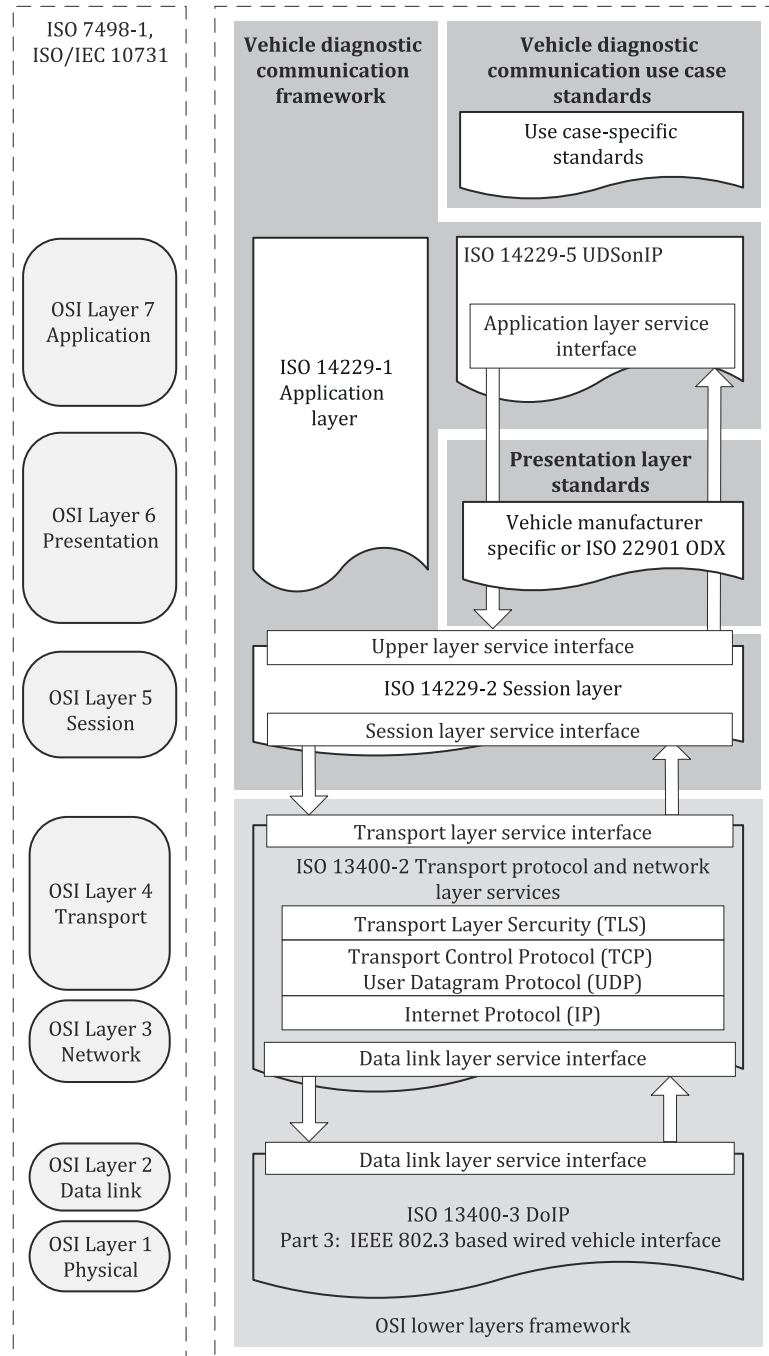 ISO 7498-1,
ISO/IEC 10731
Vehicle diagnostic
communication
framework
Vehicle diagnostic
communication use case
standards
Use case-specific
standards
OSI Layer 7
Application
ISO 14229-1
Application
layer
ISO 14229-5 UDSonIP
Application layer service
interface
OSI Layer 6
Presentation
Presentation layer
standards
Vehicle manufacturer
specific or ISO 22901 ODX
OSI Layer 5
Session
Upper layer service interface
ISO 14229-2 Session layer
Session layer service interface
OSI Layer 4
Transport
Transport layer service interface
ISO 13400-2 Transport protocol and network
layer services
Transport Layer Sercurity (TLS)
Transport Control Protocol (TCP)
User Datagram Protocol (UDP)
Internet Protocol (IP)
OSI Layer 3
Network
Data link layer service interface
OSI Layer 2
Data link
Data link layer service interface
OSI Layer 1
Physical
ISO 13400-3 DoIP
Part 3: IEEE 802.3 based wired vehicle interface
OSI lower layers framework